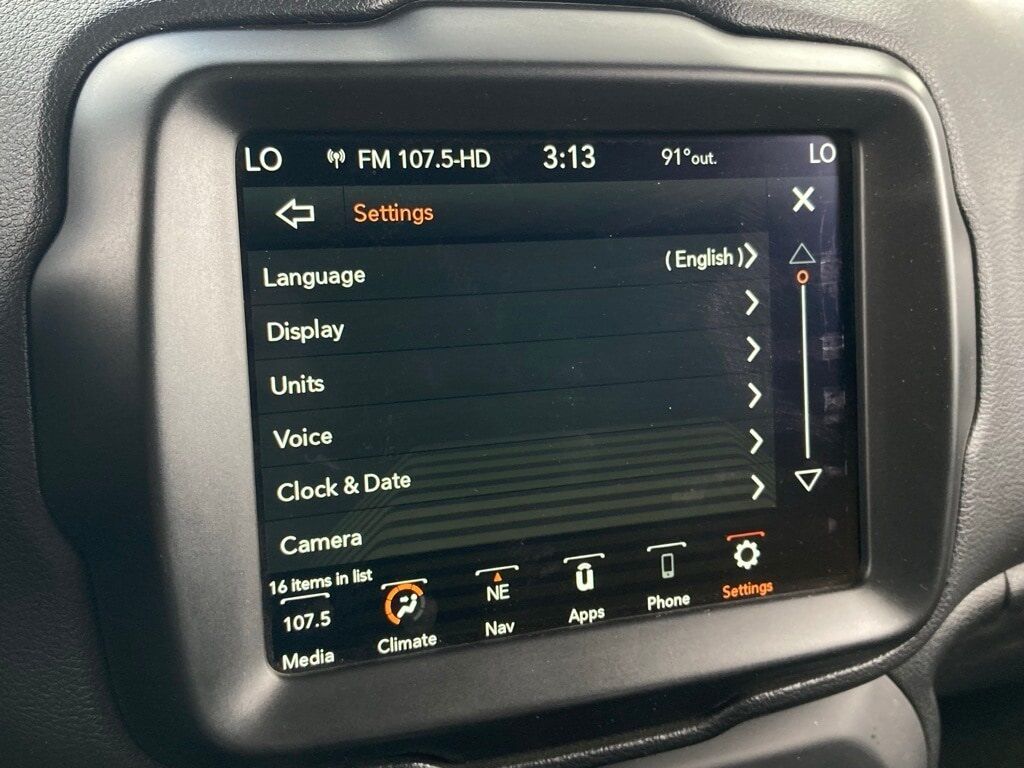 LO FM 107.5-HD 3:13 91°out. LO
Settings
Language (English)
Display
Units
Voice
Clock & Date
Camera
16 items in list
107.5 NE
Media Climate Nav Apps Phone Settings